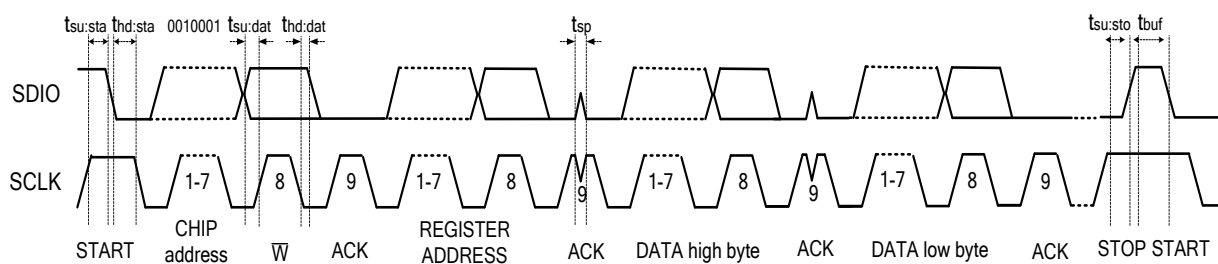 tsu:sta thd:sta 0010001 tsu:dat thd:dat tsp tsu:sto tbuf
SDIO
SCLK 1-7 8 9 1-7 8 9 1-7 8 9 1-7 8 9
START CHIP address W̅ ACK REGISTER ADDRESS ACK DATA high byte ACK DATA low byte ACK STOP START